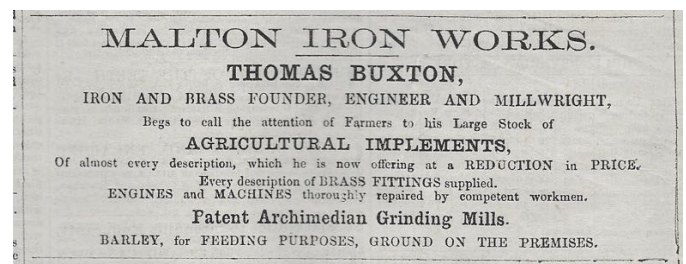 MALTON IRON WORKS.
THOMAS BUXTON,
IRON AND BRASS FOUNDER, ENGINEER AND MILLWRIGHT,
Begs to call the attention of Farmers to his Large Stock of
AGRICULTURAL IMPLEMENTS,
Of almost every description, which he is now offering at a REDUCTION in PRICE.
Every description of BRASS FITTINGS supplied.
ENGINES and MACHINES thoroughly repaired by competent workmen.
Patent Archimedian Grinding Mills.
BARLEY, for FEEDING PURPOSES, GROUND ON THE PREMISES.